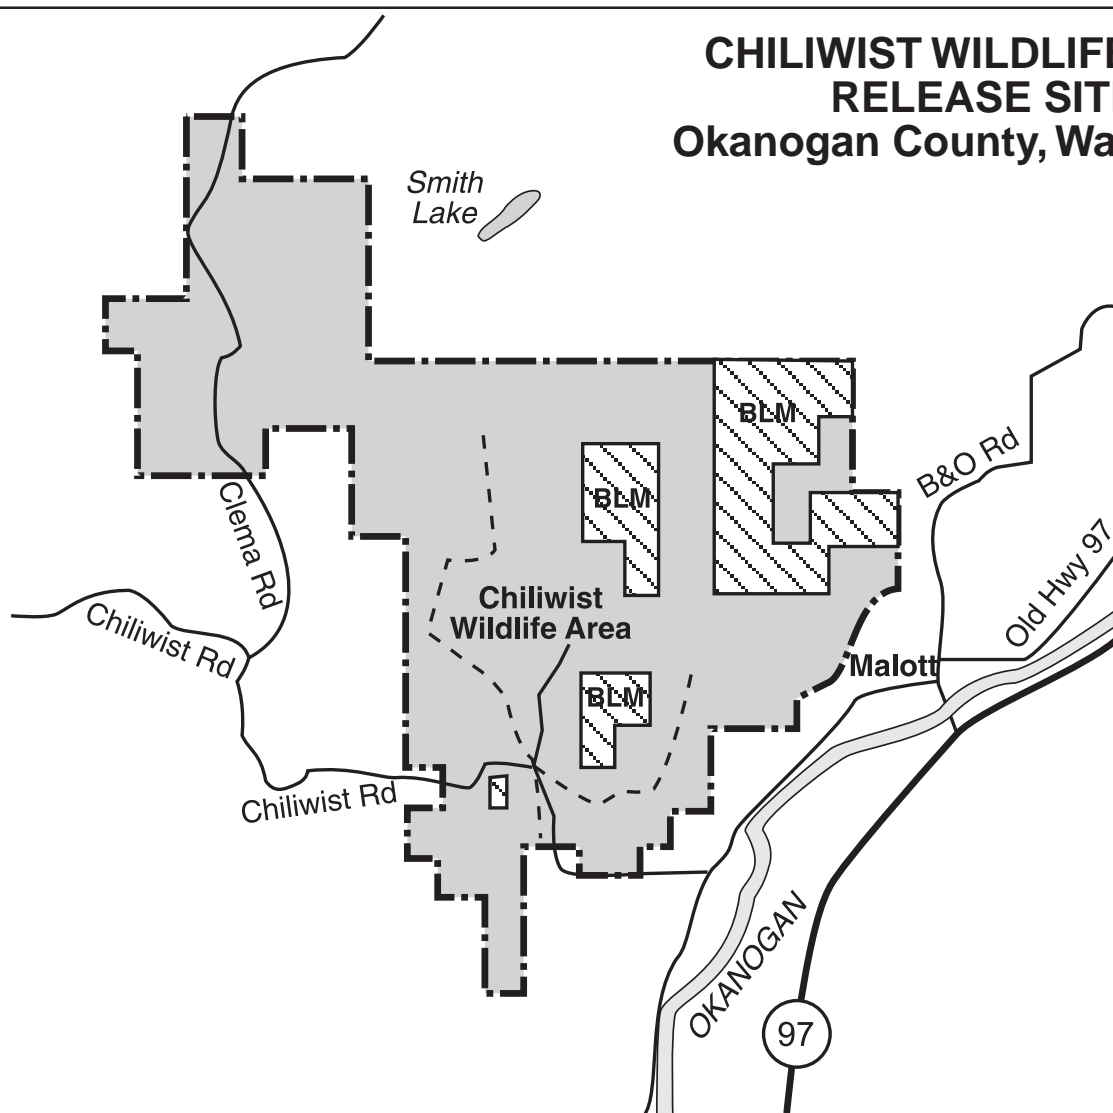 CHILIWIST WILDLIFE
RELEASE SIT
Okanogan County, Wa
Smith
Lake
BLM
BLM
B&O Rd
Clema Rd
Old Hwy 97
Chiliwist
Wildlife Area
Chiliwist Rd
Malott
BLM
Chiliwist Rd
OKANOGAN
97